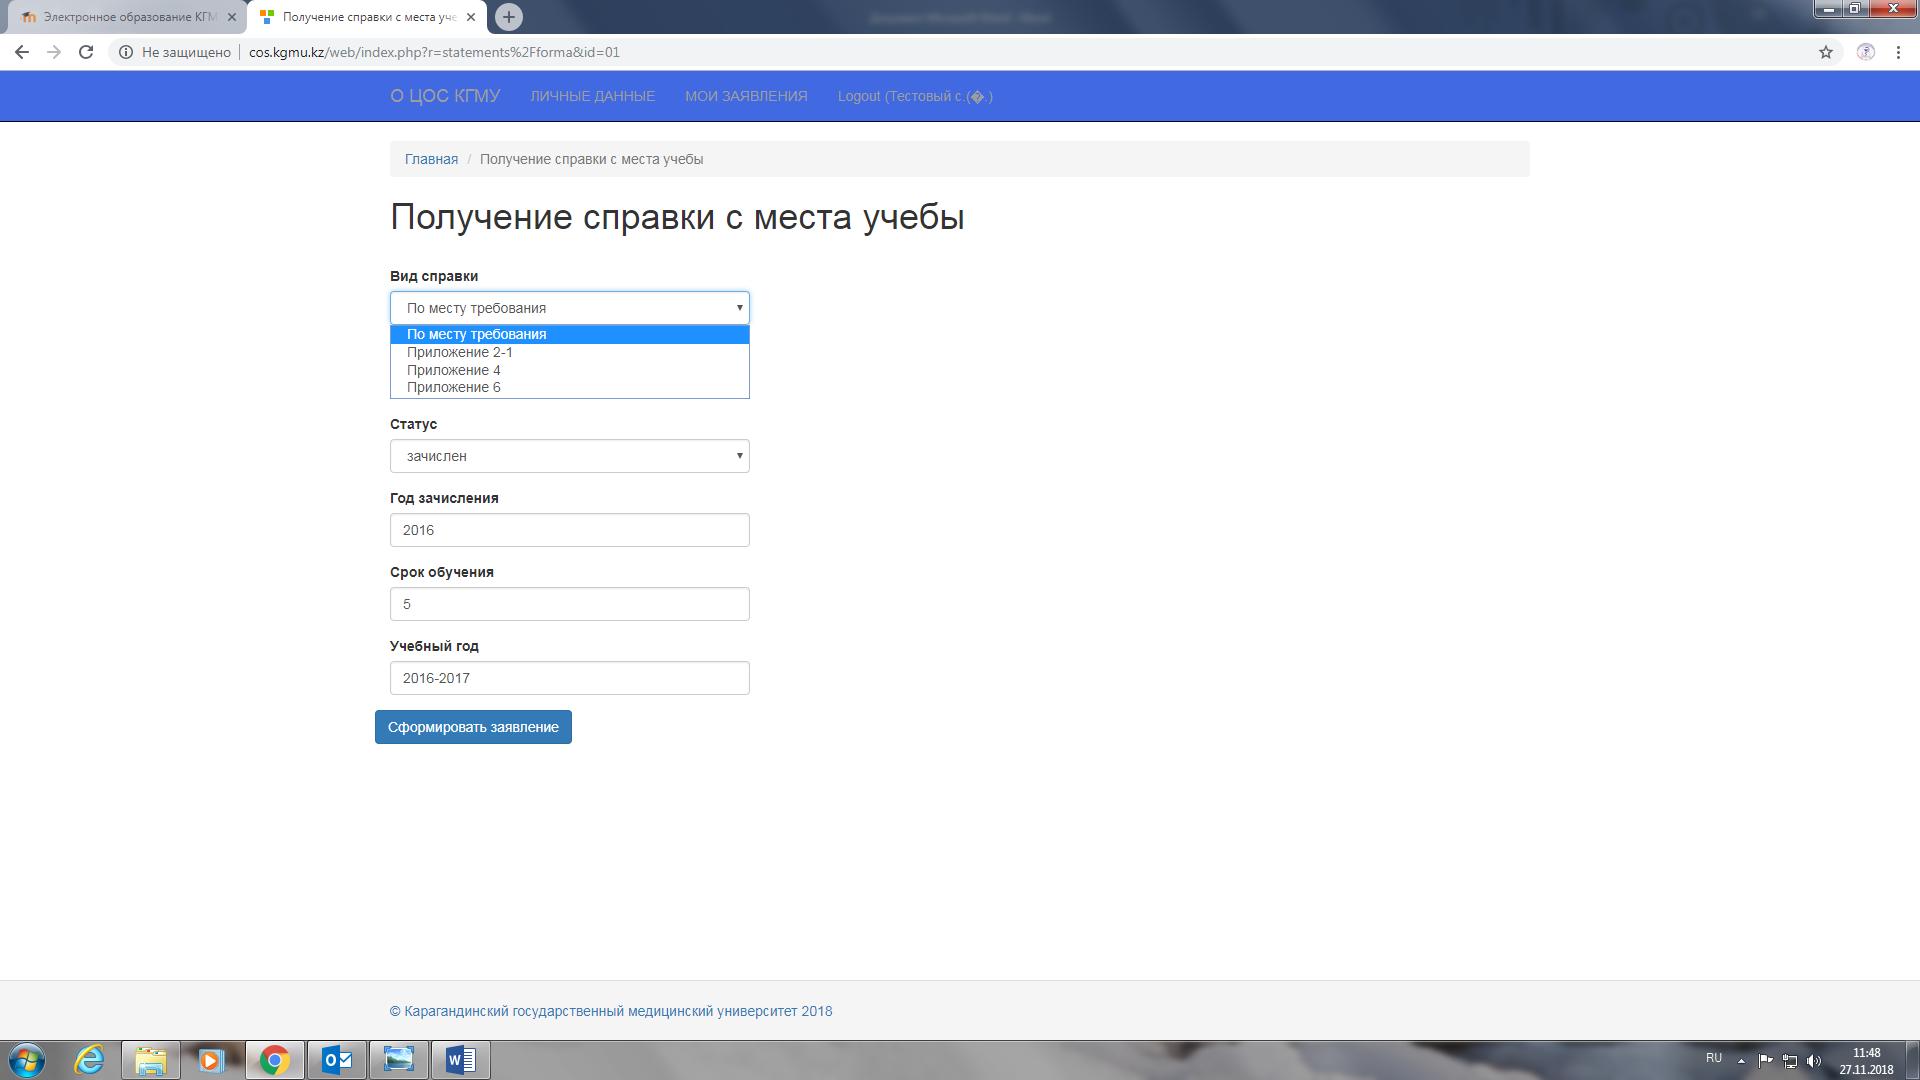 Электронное образование КГМ
Получение справки с места уче
Не защищено
cos.kgmu.kz/web/index.php?r=statements%2Fforma&id=01
О ЦОС КГМУ ЛИЧНЫЕ ДАННЫЕ МОИ ЗАЯВЛЕНИЯ Logout (Тестовый с.(�.)
Главная / Получение справки с места учебы
Получение справки с места учебы
Вид справки
По месту требования
По месту требования
Приложение 2-1
Приложение 4
Приложение 6
Статус
зачислен
Год зачисления
2016
Срок обучения
5
Учебный год
2016-2017
Сформировать заявление
© Карагандинский государственный медицинский университет 2018
RU
11:48
27.11.2018